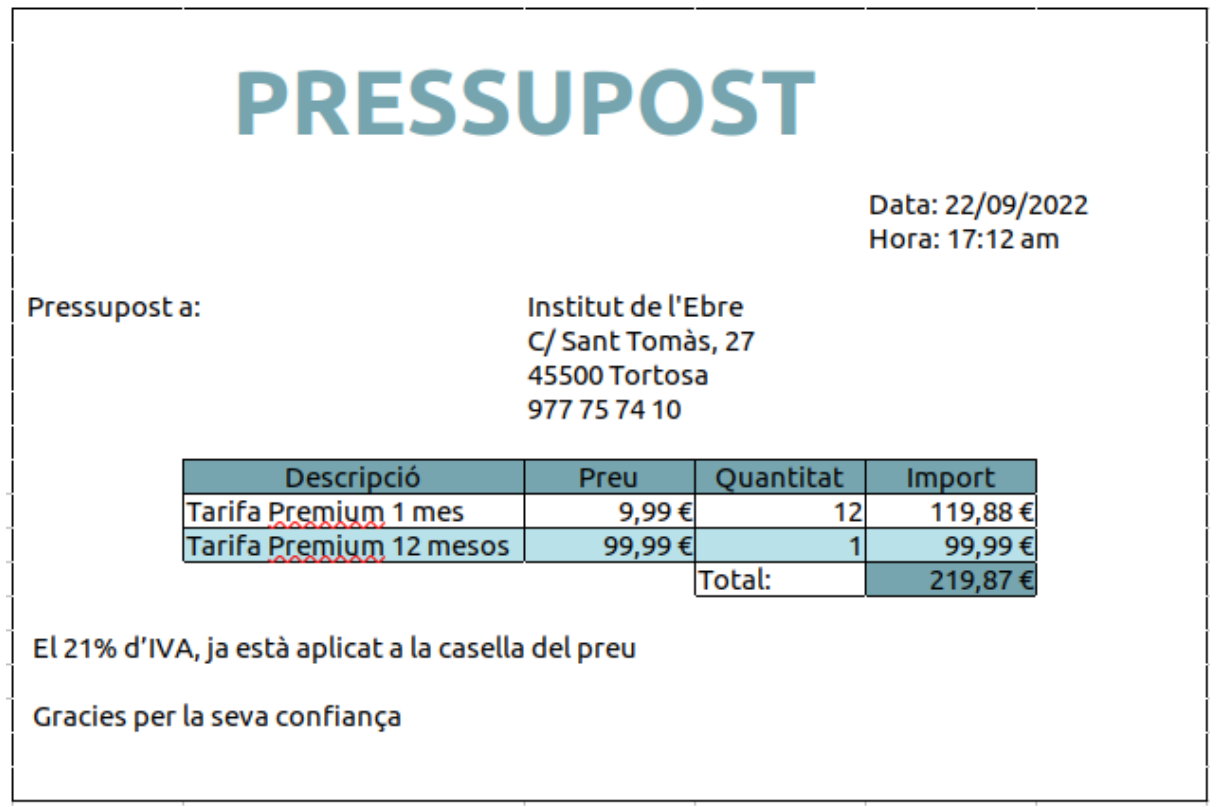 PRESSUPOST
Data: 22/09/2022
Hora: 17:12 am
Pressupost a:
Institut de l'Ebre
C/ Sant Tomàs, 27
45500 Tortosa
977 75 74 10
Descripció Preu Quantitat Import
Tarifa Premium 1 mes 9,99 € 12 119,88 €
Tarifa Premium 12 mesos 99,99 € 1 99,99 €
Total: 219,87 €
El 21% d’IVA, ja està aplicat a la casella del preu
Gracies per la seva confiança